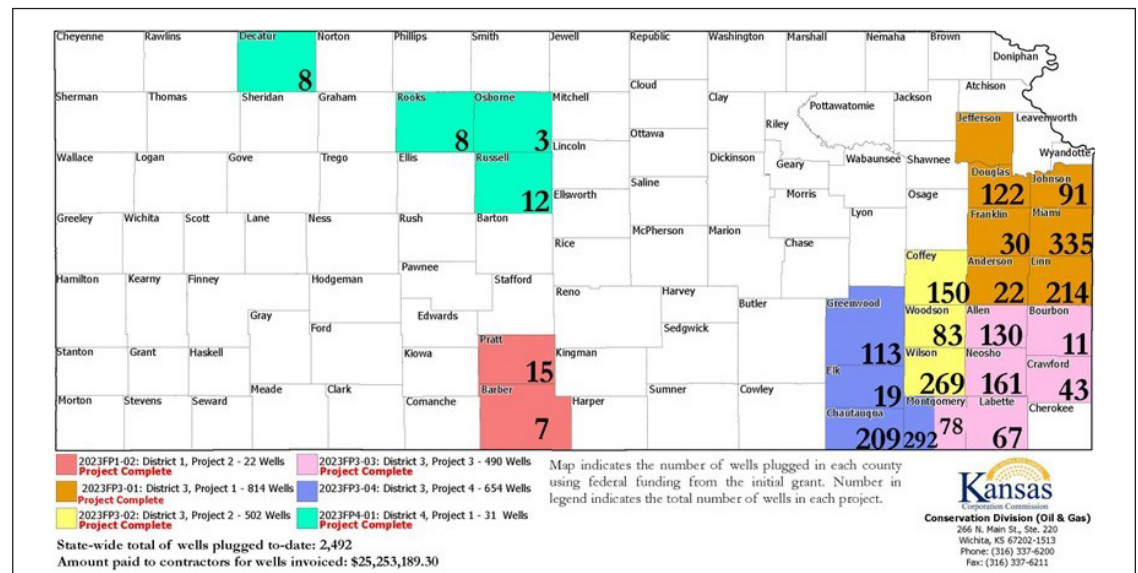 Cheyenne Rawlins Decatur Norton Phillips Smith Jewell Republic Washington Marshall Nemaha Brown
Doniphan
8
Cloud
Atchison
Sherman Thomas Sheridan Graham Rooks Osborne Mitchell Clay Pottawatomie Jackson
8 3
Riley
Jefferson Leavenworth
Ottawa
Lincoln
Wyandotte
Wallace Logan Gove Trego Ellis Russell Dickinson Geary Wabaunsee Shawnee
12
Douglas Johnson
122 91
Saline
Ellsworth
Morris
Osage
Greeley Wichita Scott Lane Ness Rush Barton
Lyon
Franklin Miami
30 335
McPherson Marion
Rice
Chase
Coffey
Anderson Linn
150 22 214
Pawnee
Hamilton Kearny Finney Hodgeman Stafford
Reno Harvey
Butler
Greenwood
Woodson Allen Bourbon
Gray
Edwards
Ford
Sedgwick
83 130 11
Pratt
113
Stanton Grant Haskell Kiowa Kingman
Wilson Neosho Crawford
15
Elk
269 161 43
Meade Clark Barber Sumner Cowley
19
Morton Stevens Seward Comanche Harper
Montgomery Labette Cherokee
Chautauqua
7 209 292 78 67
2023FP1-02: District 1, Project 2 - 22 Wells
Project Complete
2023FP3-01: District 3, Project 1 - 814 Wells
Project Complete
2023FP3-02: District 3, Project 2 - 502 Wells
Project Complete
2023FP3-03: District 3, Project 3 - 490 Wells
Project Complete
2023FP3-04: District 3, Project 4 - 654 Wells
Project Complete
2023FP4-01: District 4, Project 1 - 31 Wells
Project Complete
Map indicates the number of wells plugged in each county
using federal funding from the initial grant. Number in
legend indicates the total number of wells in each project.
State-wide total of wells plugged to-date: 2,492
Amount paid to contractors for wells invoiced: $25,253,189.30
Kansas
Corporation Commission
Conservation Division (Oil & Gas)
266 N. Main St., Ste. 220
Wichita, KS 67202-1513
Phone: (316) 337-6200
Fax: (316) 337-6211